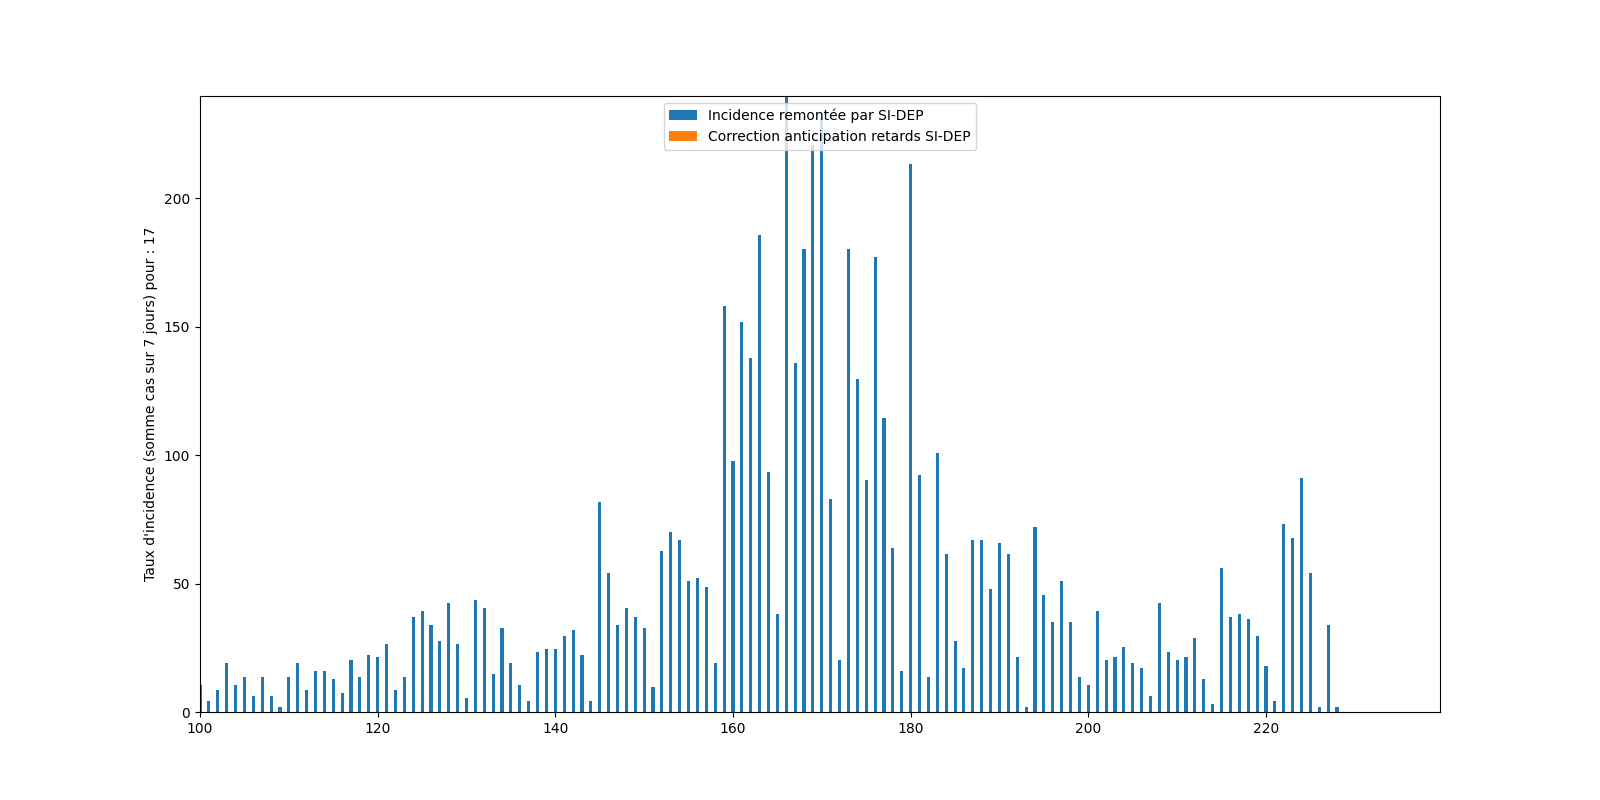 Incidence remontée par SI-DEP
Correction anticipation retards SI-DEP
Taux d'incidence (somme cas sur 7 jours) pour : 17
200
150
100
50
0
100 120 140 160 180 200 220